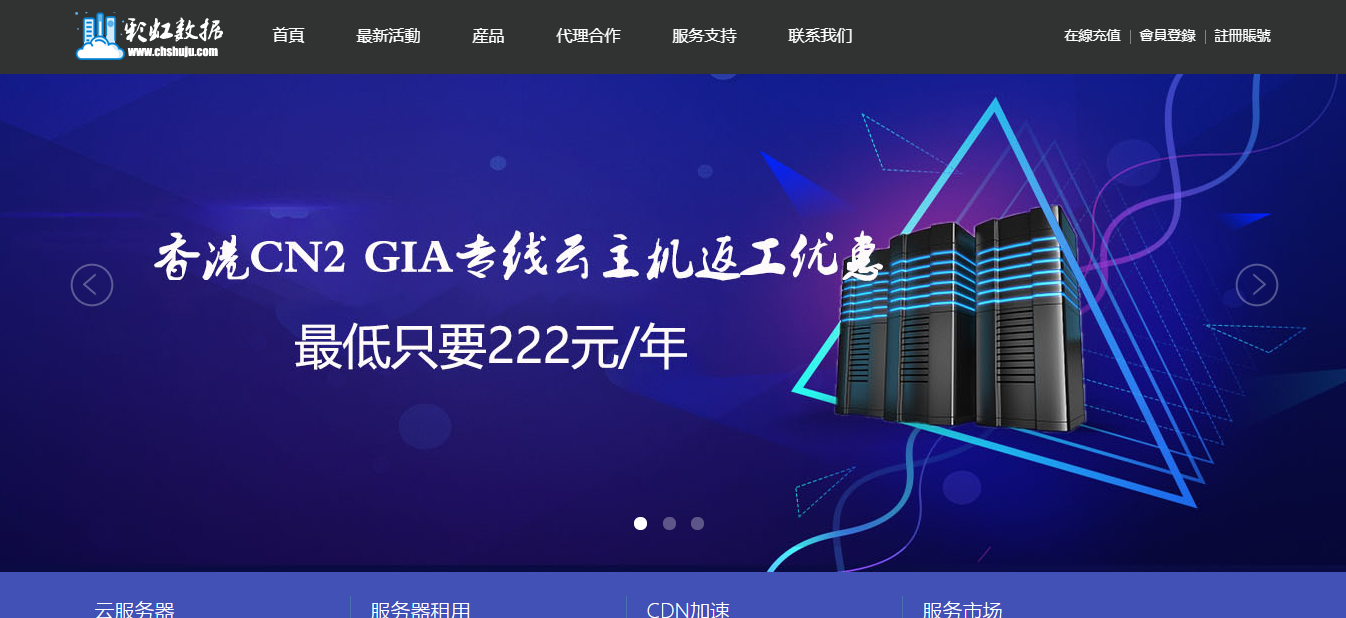 彩虹数据
www.chshuju.com
首頁 最新活動 産品 代理合作 服务支持 联系我们 在線充值 會員登錄 註冊賬號
香港CN2 GIA专线云主机返工优惠
最低只要222元/年
云服务器 服务器租用 CDN加速 服务市场